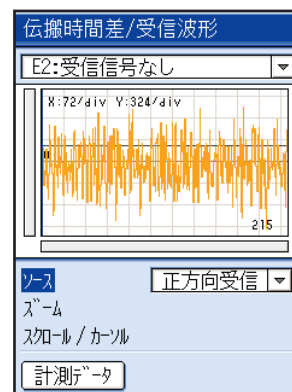 伝搬時間差/受信波形
E2:受信信号なし
X:72/div Y:324/div
215
ソース 正方向受信
ズーム
スクロール / カーソル
計測データ